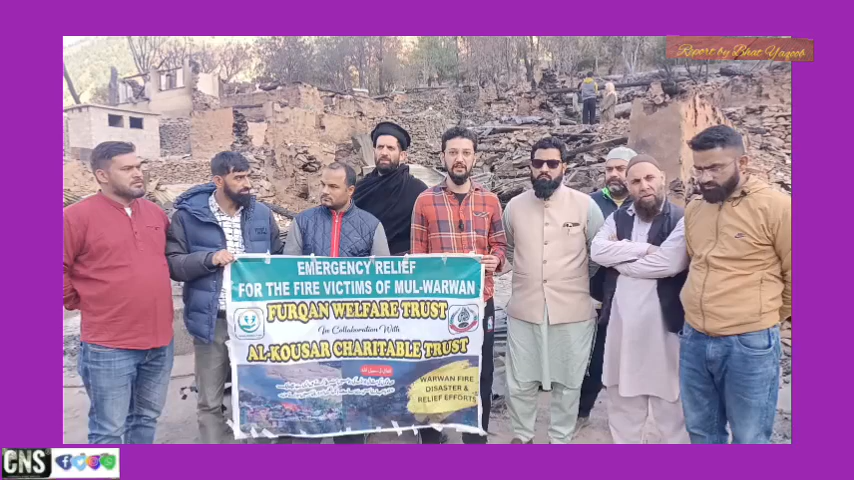 Report by Bhat Yaqoob
EMERGENCY RELIEF
FOR THE FIRE VICTIMS OF MUL-WARWAN
FURQAN WELFARE TRUST
In Collaboration With
AL-KOUSAR CHARITABLE TRUST
WARWAN FIRE
DISASTER &
RELIEF EFFORTS
CNS